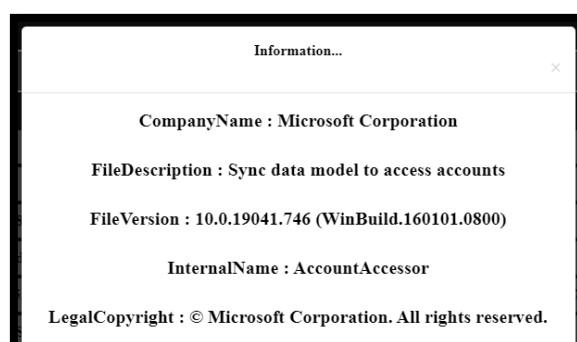 Information...
×
CompanyName : Microsoft Corporation
FileDescription : Sync data model to access accounts
FileVersion : 10.0.19041.746 (WinBuild.160101.0800)
InternalName : AccountAccessor
LegalCopyright : © Microsoft Corporation. All rights reserved.